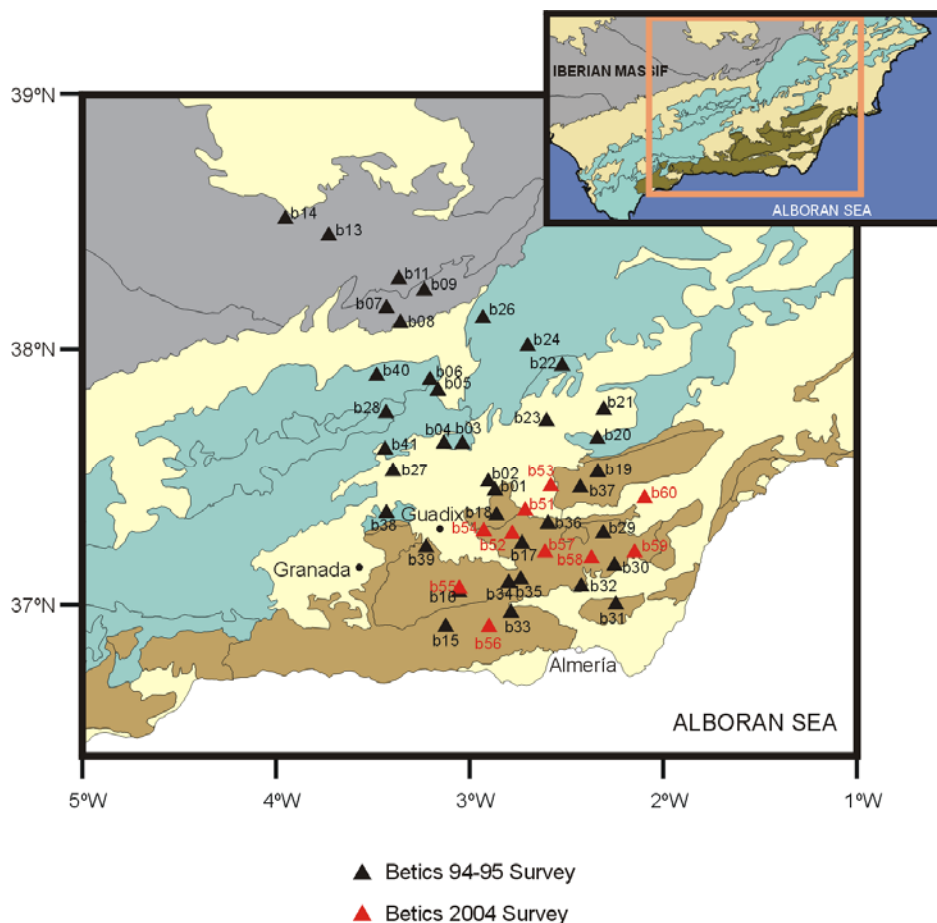 IBERIAN MASSIF
ALBORAN SEA
39ºN
b14
b13
b11
b09
b07
b08
b26
38ºN
b24
b22
b40
b06
b05
b28
b21
b23
b04
b03
b20
b41
b27
b02
b01
b53
b19
b37
b60
b51
b18
b38
Guadix
b54
b52
b36
b29
b17
b57
b58
b59
b39
b30
Granada
b55
b16
b34
b35
b32
37ºN
b31
b33
b15
b56
Almería
ALBORAN SEA
5ºW
4ºW
3ºW
2ºW
1ºW
Betics 94-95 Survey
Betics 2004 Survey